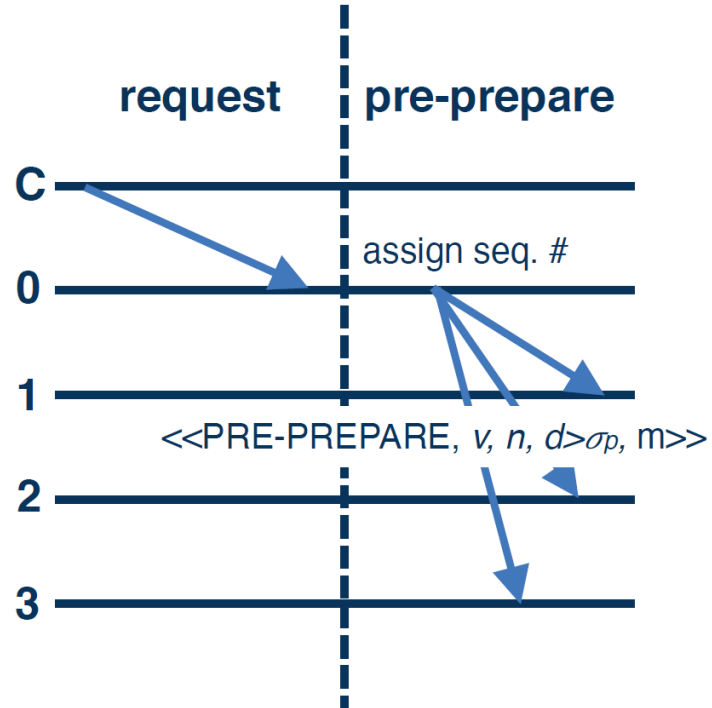 request
pre-prepare
C
assign seq. #
0
1
<<PRE-PREPARE, v, n, d>σp, m>>
2
3